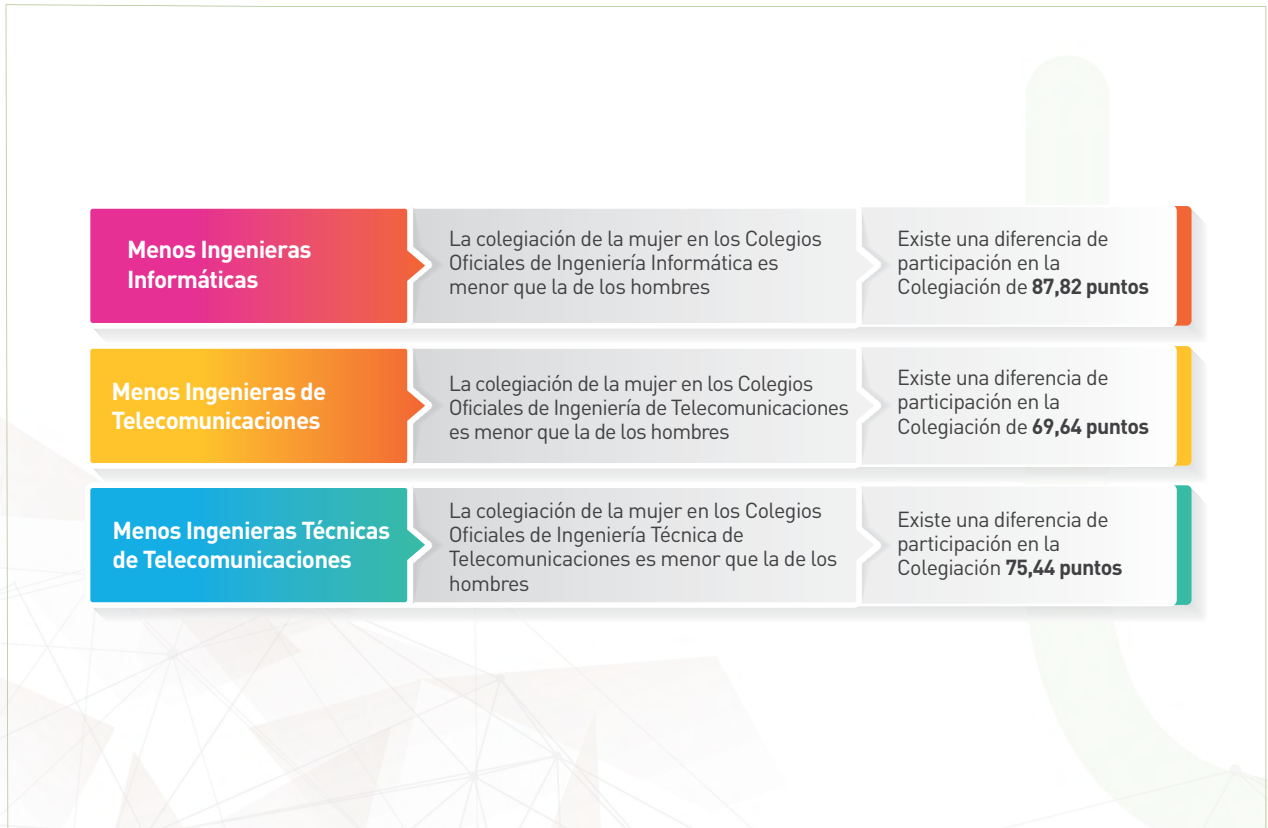 Menos Ingenieras
Informáticas
La colegiación de la mujer en los Colegios
Oficiales de Ingeniería Informática es
menor que la de los hombres
Existe una diferencia de
participación en la
Colegiación de 87,82 puntos
Menos Ingenieras de
Telecomunicaciones
La colegiación de la mujer en los Colegios
Oficiales de Ingeniería de Telecomunicaciones
es menor que la de los hombres
Existe una diferencia de
participación en la
Colegiación de 69,64 puntos
Menos Ingenieras Técnicas
de Telecomunicaciones
La colegiación de la mujer en los Colegios
Oficiales de Ingeniería Técnica de
Telecomunicaciones es menor que la de los
hombres
Existe una diferencia de
participación en la
Colegiación 75,44 puntos